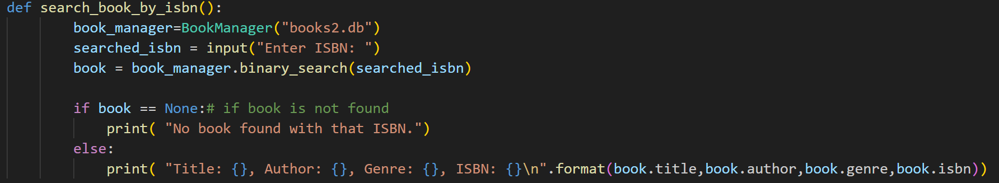 def search_book_by_isbn():
        book_manager=BookManager("books2.db")
        searched_isbn = input("Enter ISBN: ")
        book = book_manager.binary_search(searched_isbn)

        if book == None:# if book is not found
            print( "No book found with that ISBN.")
        else:
            print( "Title: {}, Author: {}, Genre: {}, ISBN: {}\n".format(book.title,book.author,book.genre,book.isbn))